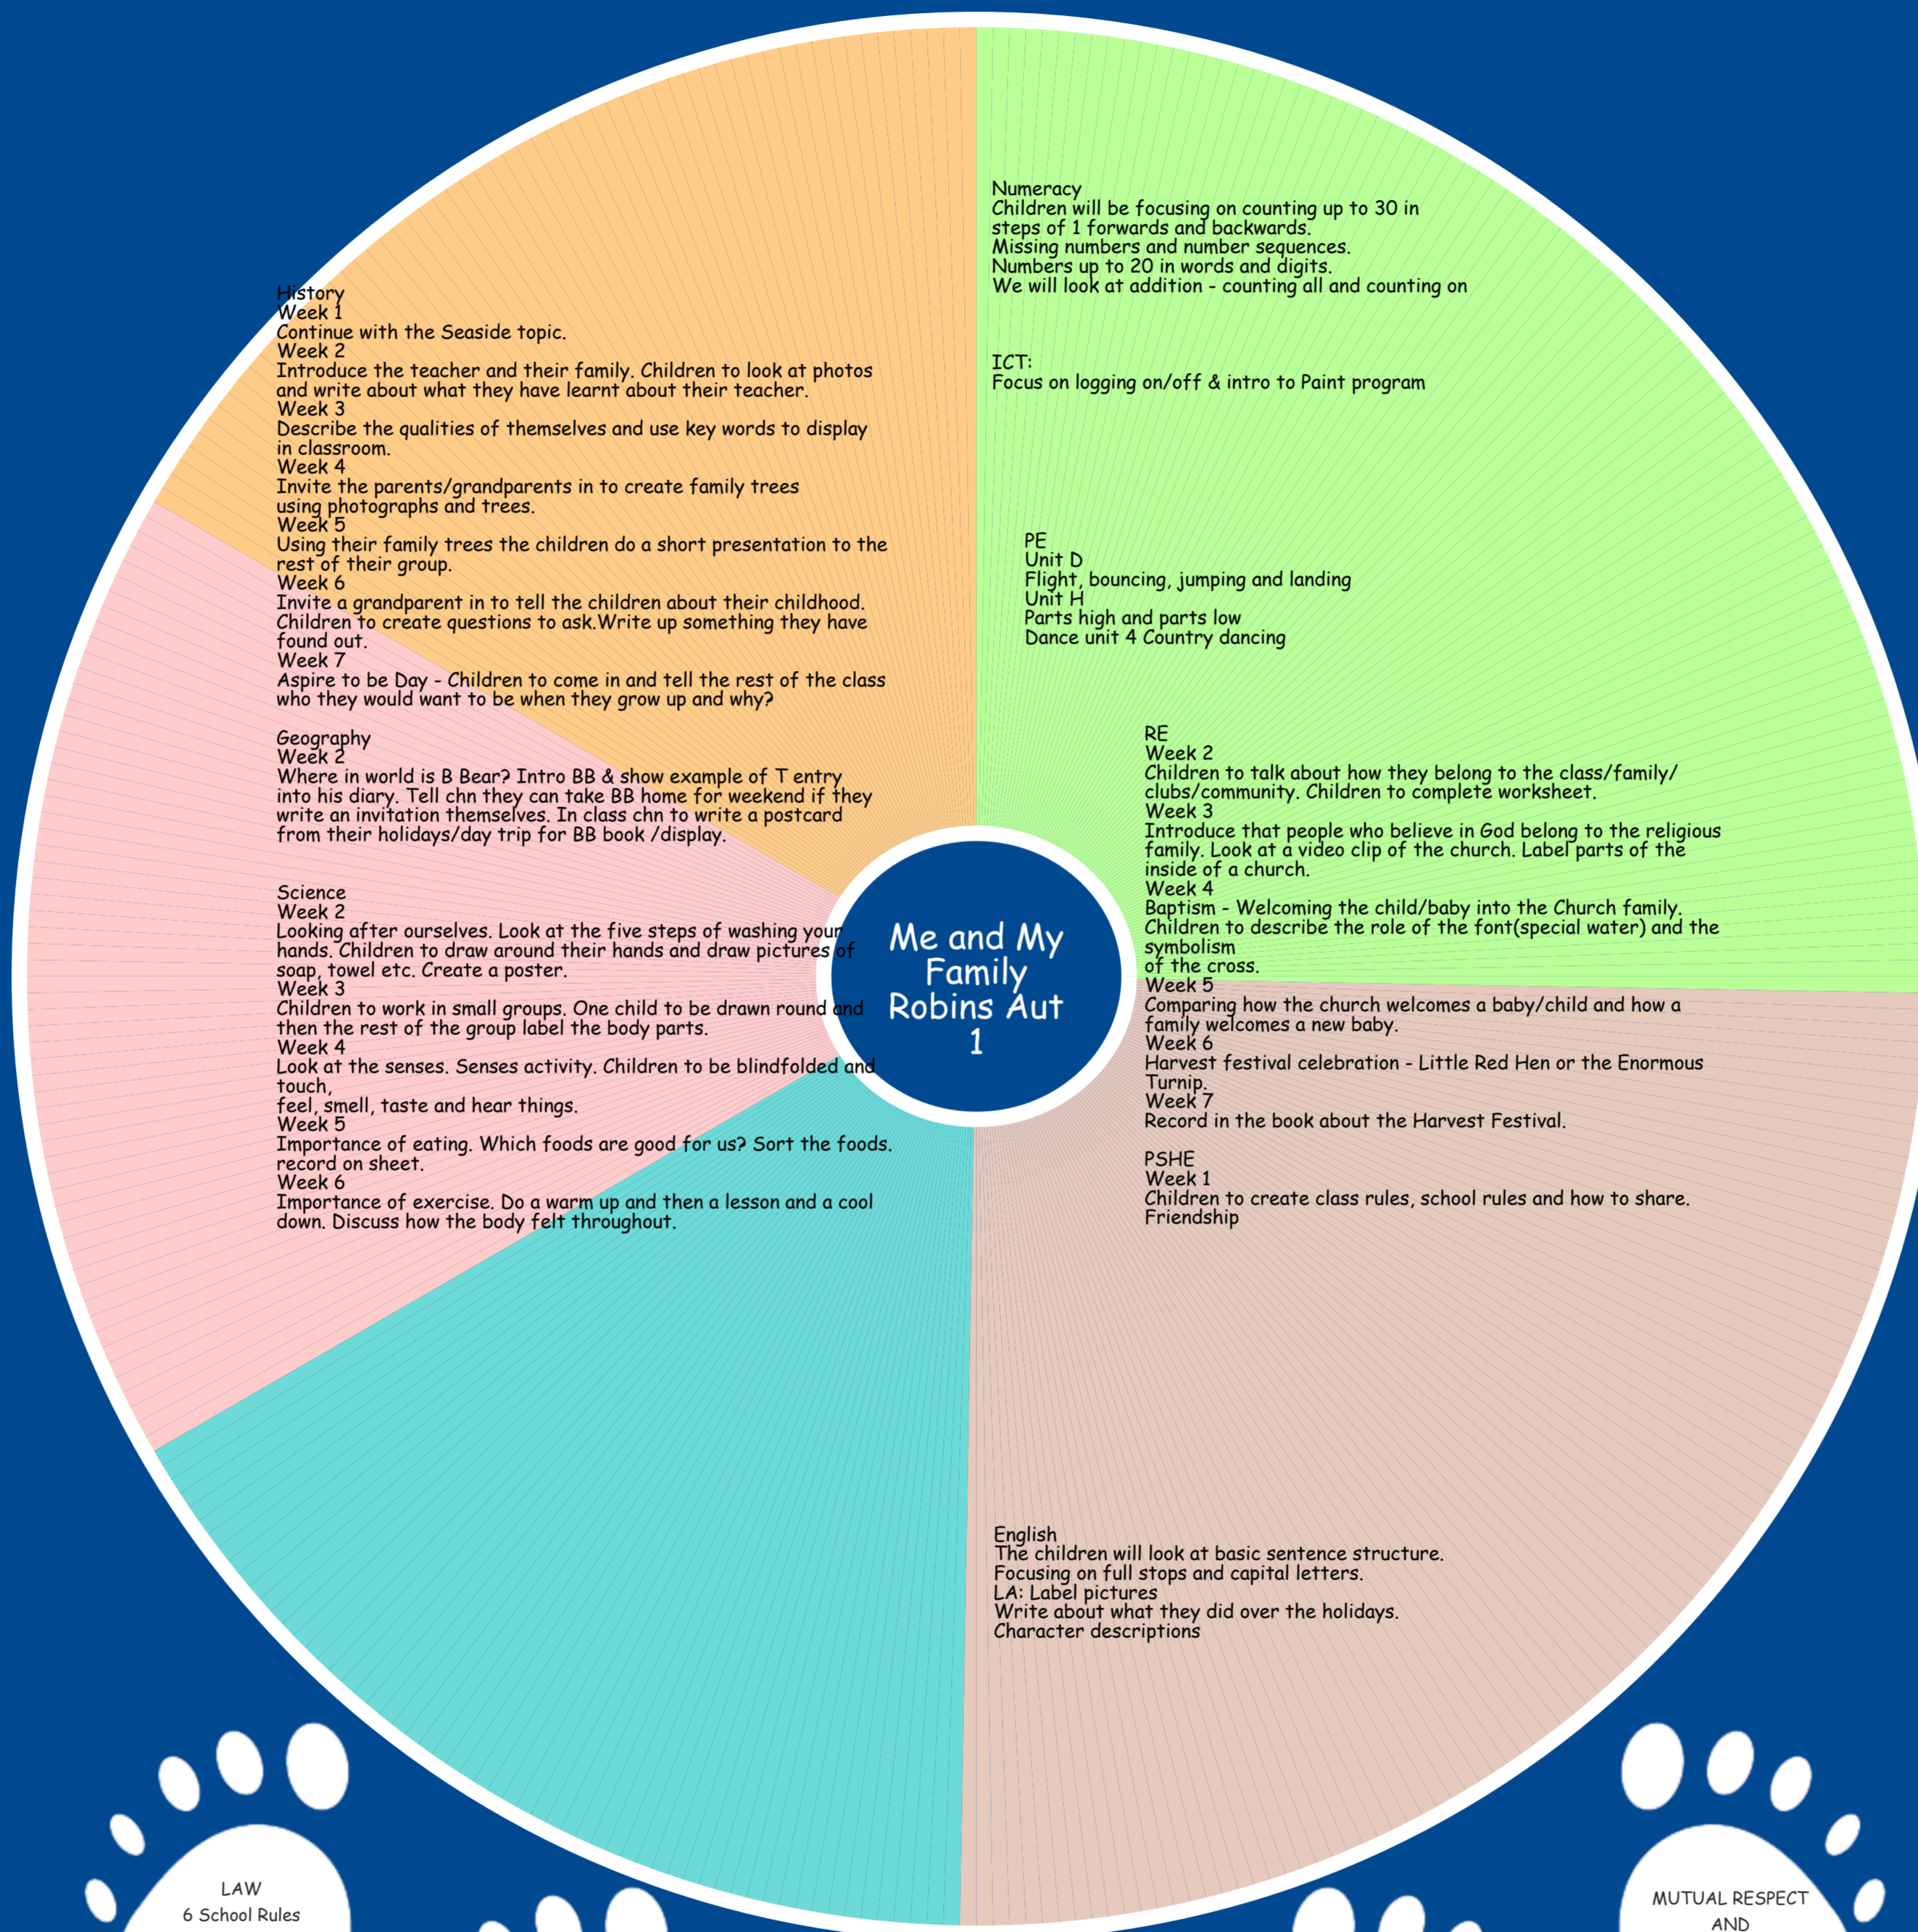 Numeracy
Children will be focusing on counting up to 30 in
steps of 1 forwards and backwards.
Missing numbers and number sequences.
Numbers up to 20 in words and digits.
We will look at addition - counting all and counting on
ICT:
Focus on logging on/off & intro to Paint program
PE
Unit D
Flight, bouncing, jumping and landing
Unit H
Parts high and parts low
Dance unit 4 Country dancing
History
Week 1
Continue with the Seaside topic.
Week 2
Introduce the teacher and their family. Children to look at photos
and write about what they have learnt about their teacher.
Week 3
Describe the qualities of themselves and use key words to display
in classroom.
Week 4
Invite the parents/grandparents in to create family trees
using photographs and trees.
Week 5
Using their family trees the children do a short presentation to the
rest of their group.
Week 6
Invite a grandparent in to tell the children about their childhood.
Children to create questions to ask.Write up something they have
found out.
Week 7
Aspire to be Day - Children to come in and tell the rest of the class
who they would want to be when they grow up and why?
Geography
Week 2
Where in world is B Bear? Intro BB & show example of T entry
into his diary. Tell chn they can take BB home for weekend if they
write an invitation themselves. In class chn to write a postcard
from their holidays/day trip for BB book /display.
Science
Week 2
Looking after ourselves. Look at the five steps of washing your
hands. Children to draw around their hands and draw pictures of
soap, towel etc. Create a poster.
Week 3
Children to work in small groups. One child to be drawn round and
then the rest of the group label the body parts.
Week 4
Look at the senses. Senses activity. Children to be blindfolded and
touch,
feel, smell, taste and hear things.
Week 5
Importance of eating. Which foods are good for us? Sort the foods.
record on sheet.
Week 6
Importance of exercise. Do a warm up and then a lesson and a cool
down. Discuss how the body felt throughout.
Me and My
Family
Robins Aut
1
RE
Week 2
Children to talk about how they belong to the class/family/
clubs/community. Children to complete worksheet.
Week 3
Introduce that people who believe in God belong to the religious
family. Look at a video clip of the church. Label parts of the
inside of a church.
Week 4
Baptism - Welcoming the child/baby into the Church family.
Children to describe the role of the font(special water) and the
symbolism
of the cross.
Week 5
Comparing how the church welcomes a baby/child and how a
family welcomes a new baby.
Week 6
Harvest festival celebration - Little Red Hen or the Enormous
Turnip.
Week 7
Record in the book about the Harvest Festival.
PSHE
Week 1
Children to create class rules, school rules and how to share.
Friendship
English
The children will look at basic sentence structure.
Focusing on full stops and capital letters.
LA: Label pictures
Write about what they did over the holidays.
Character descriptions
LAW
6 School Rules
MUTUAL RESPECT
AND